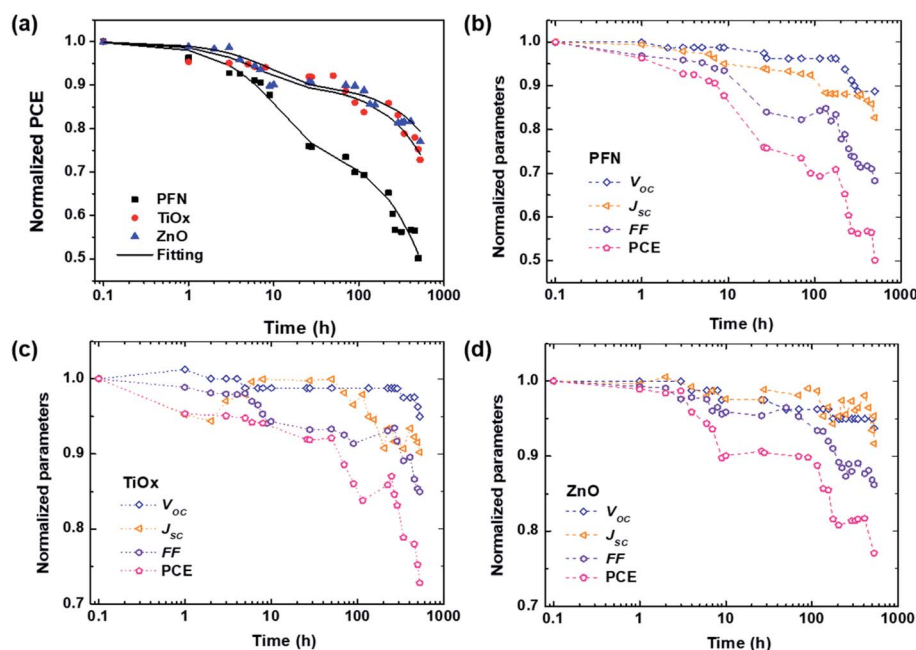 (a)
Normalized PCE
1.0
0.9
0.8
0.7
0.6
0.5
PFN
TiOx
ZnO
Fitting
0.1 1 10 100 1000
Time (h)
(b)
Normalized parameters
1.0
0.9
0.8
0.7
0.6
0.5
PFN
Voc
Jsc
FF
PCE
0.1 1 10 100 1000
Time (h)
(c)
Normalized parameters
1.0
0.9
0.8
0.7
TiOx
Voc
Jsc
FF
PCE
0.1 1 10 100 1000
Time (h)
(d)
Normalized parameters
1.0
0.9
0.8
0.7
ZnO
Voc
Jsc
FF
PCE
0.1 1 10 100 1000
Time (h)